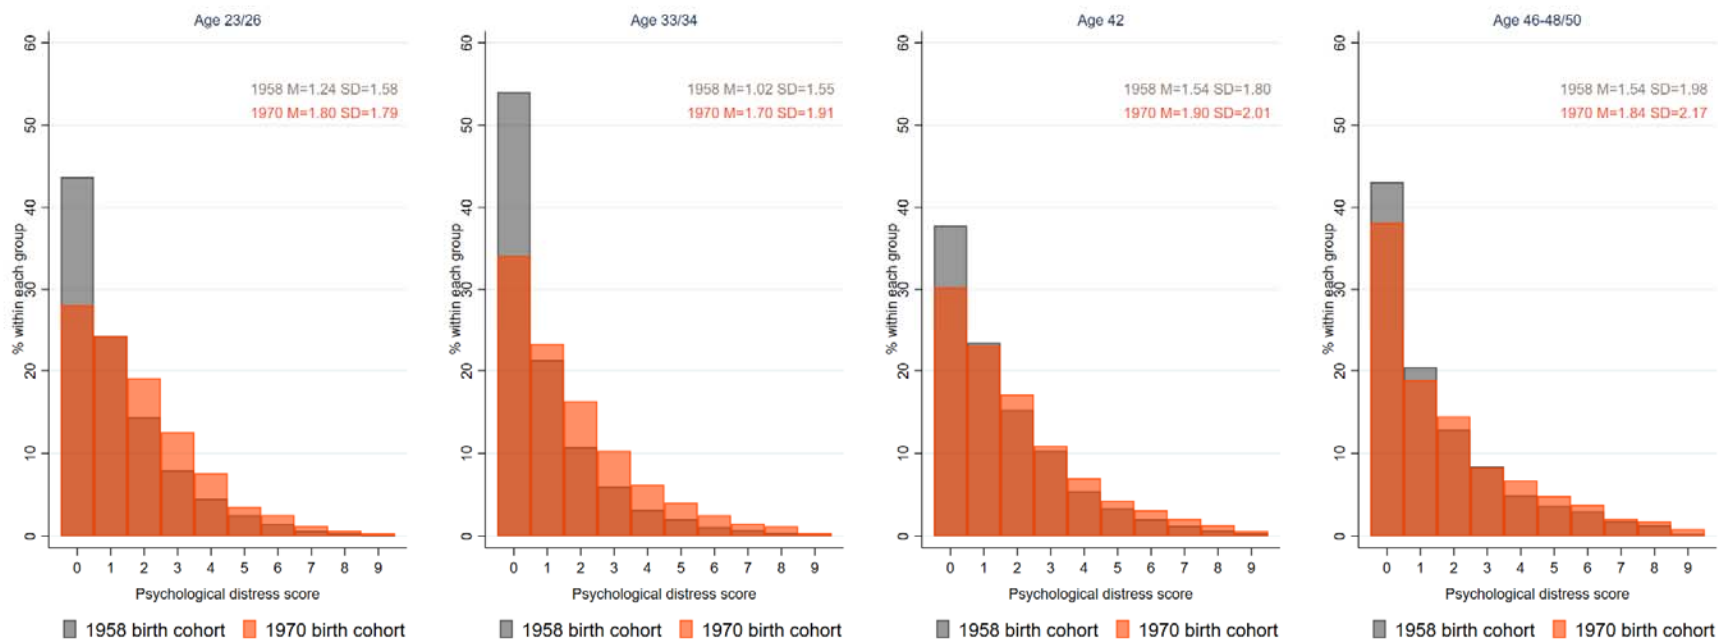 Age 23/26
60
50
40
30
20
10
0
% within each group
1958 M=1.24 SD=1.58
1970 M=1.80 SD=1.79
0 1 2 3 4 5 6 7 8 9
Psychological distress score
1958 birth cohort 1970 birth cohort
Age 33/34
60
50
40
30
20
10
0
% within each group
1958 M=1.02 SD=1.55
1970 M=1.70 SD=1.91
0 1 2 3 4 5 6 7 8 9
Psychological distress score
1958 birth cohort 1970 birth cohort
Age 42
60
50
40
30
20
10
0
% within each group
1958 M=1.54 SD=1.80
1970 M=1.90 SD=2.01
0 1 2 3 4 5 6 7 8 9
Psychological distress score
1958 birth cohort 1970 birth cohort
Age 46-48/50
60
50
40
30
20
10
0
% within each group
1958 M=1.54 SD=1.98
1970 M=1.84 SD=2.17
0 1 2 3 4 5 6 7 8 9
Psychological distress score
1958 birth cohort 1970 birth cohort